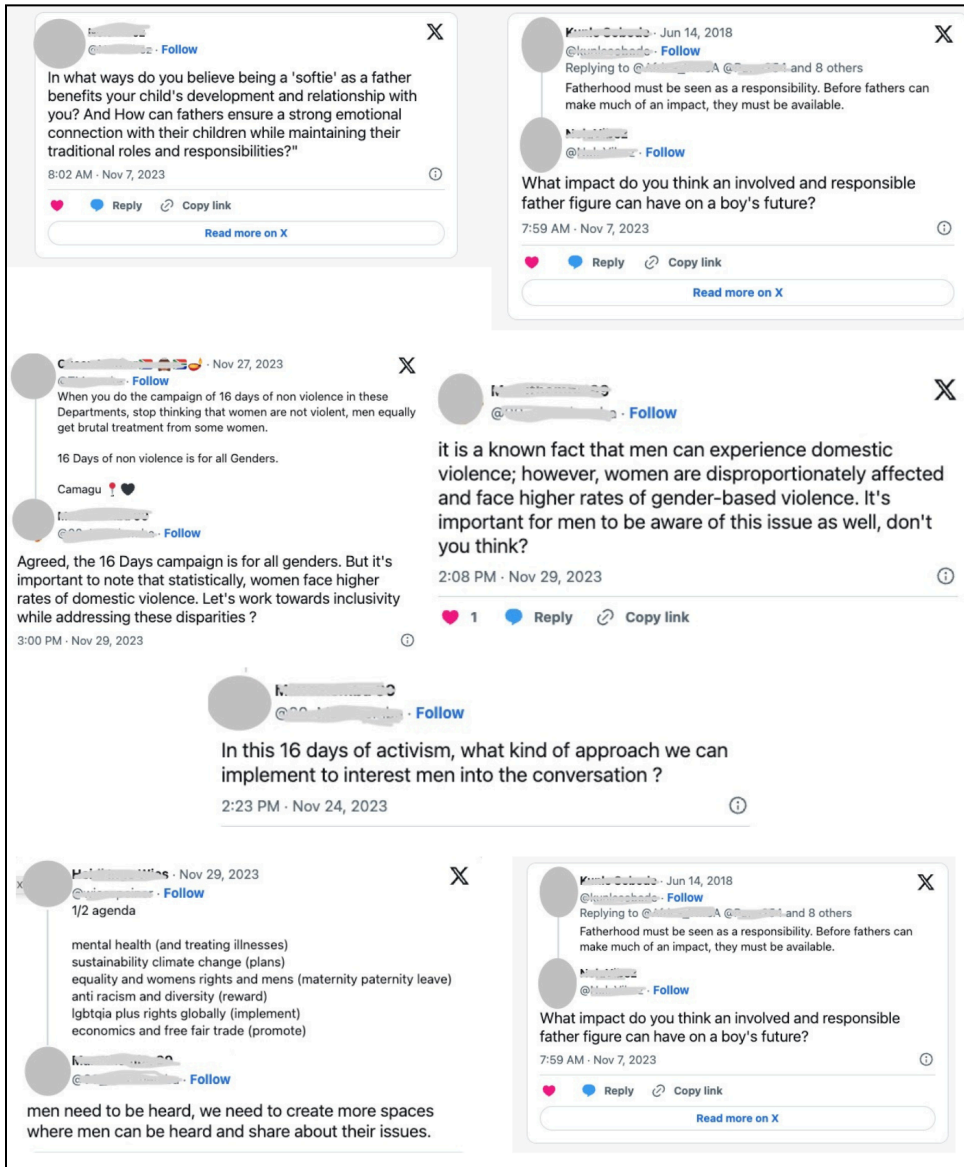 Follow
In what ways do you believe being a 'softie' as a father
benefits your child's development and relationship with
you? And How can fathers ensure a strong emotional
connection with their children while maintaining their
traditional roles and responsibilities?"
8:02 AM · Nov 7, 2023
Reply Copy link
Read more on X
· Jun 14, 2018
· Follow
Replying to @ A @ and 8 others
Fatherhood must be seen as a responsibility. Before fathers can
make much of an impact, they must be available.
@ · Follow
What impact do you think an involved and responsible
father figure can have on a boy's future?
7:59 AM · Nov 7, 2023
Reply Copy link
Read more on X
· Nov 27, 2023
· Follow
When you do the campaign of 16 days of non violence in these
Departments, stop thinking that women are not violent, men equally
get brutal treatment from some women.
16 Days of non violence is for all Genders.
Camagu
· Follow
Agreed, the 16 Days campaign is for all genders. But it's
important to note that statistically, women face higher
rates of domestic violence. Let's work towards inclusivity
while addressing these disparities ?
3:00 PM · Nov 29, 2023
@ · Follow
it is a known fact that men can experience domestic
violence; however, women are disproportionately affected
and face higher rates of gender-based violence. It's
important for men to be aware of this issue as well, don't
you think?
2:08 PM · Nov 29, 2023
1 Reply Copy link
@ · Follow
In this 16 days of activism, what kind of approach we can
implement to interest men into the conversation ?
2:23 PM · Nov 24, 2023
· Nov 29, 2023
@ · Follow
1/2 agenda
mental health (and treating illnesses)
sustainability climate change (plans)
equality and womens rights and mens (maternity paternity leave)
anti racism and diversity (reward)
lgbtqia plus rights globally (implement)
economics and free fair trade (promote)
@ · Follow
men need to be heard, we need to create more spaces
where men can be heard and share about their issues.
· Jun 14, 2018
· Follow
Replying to @ A @ and 8 others
Fatherhood must be seen as a responsibility. Before fathers can
make much of an impact, they must be available.
@ · Follow
What impact do you think an involved and responsible
father figure can have on a boy's future?
7:59 AM · Nov 7, 2023
Reply Copy link
Read more on X